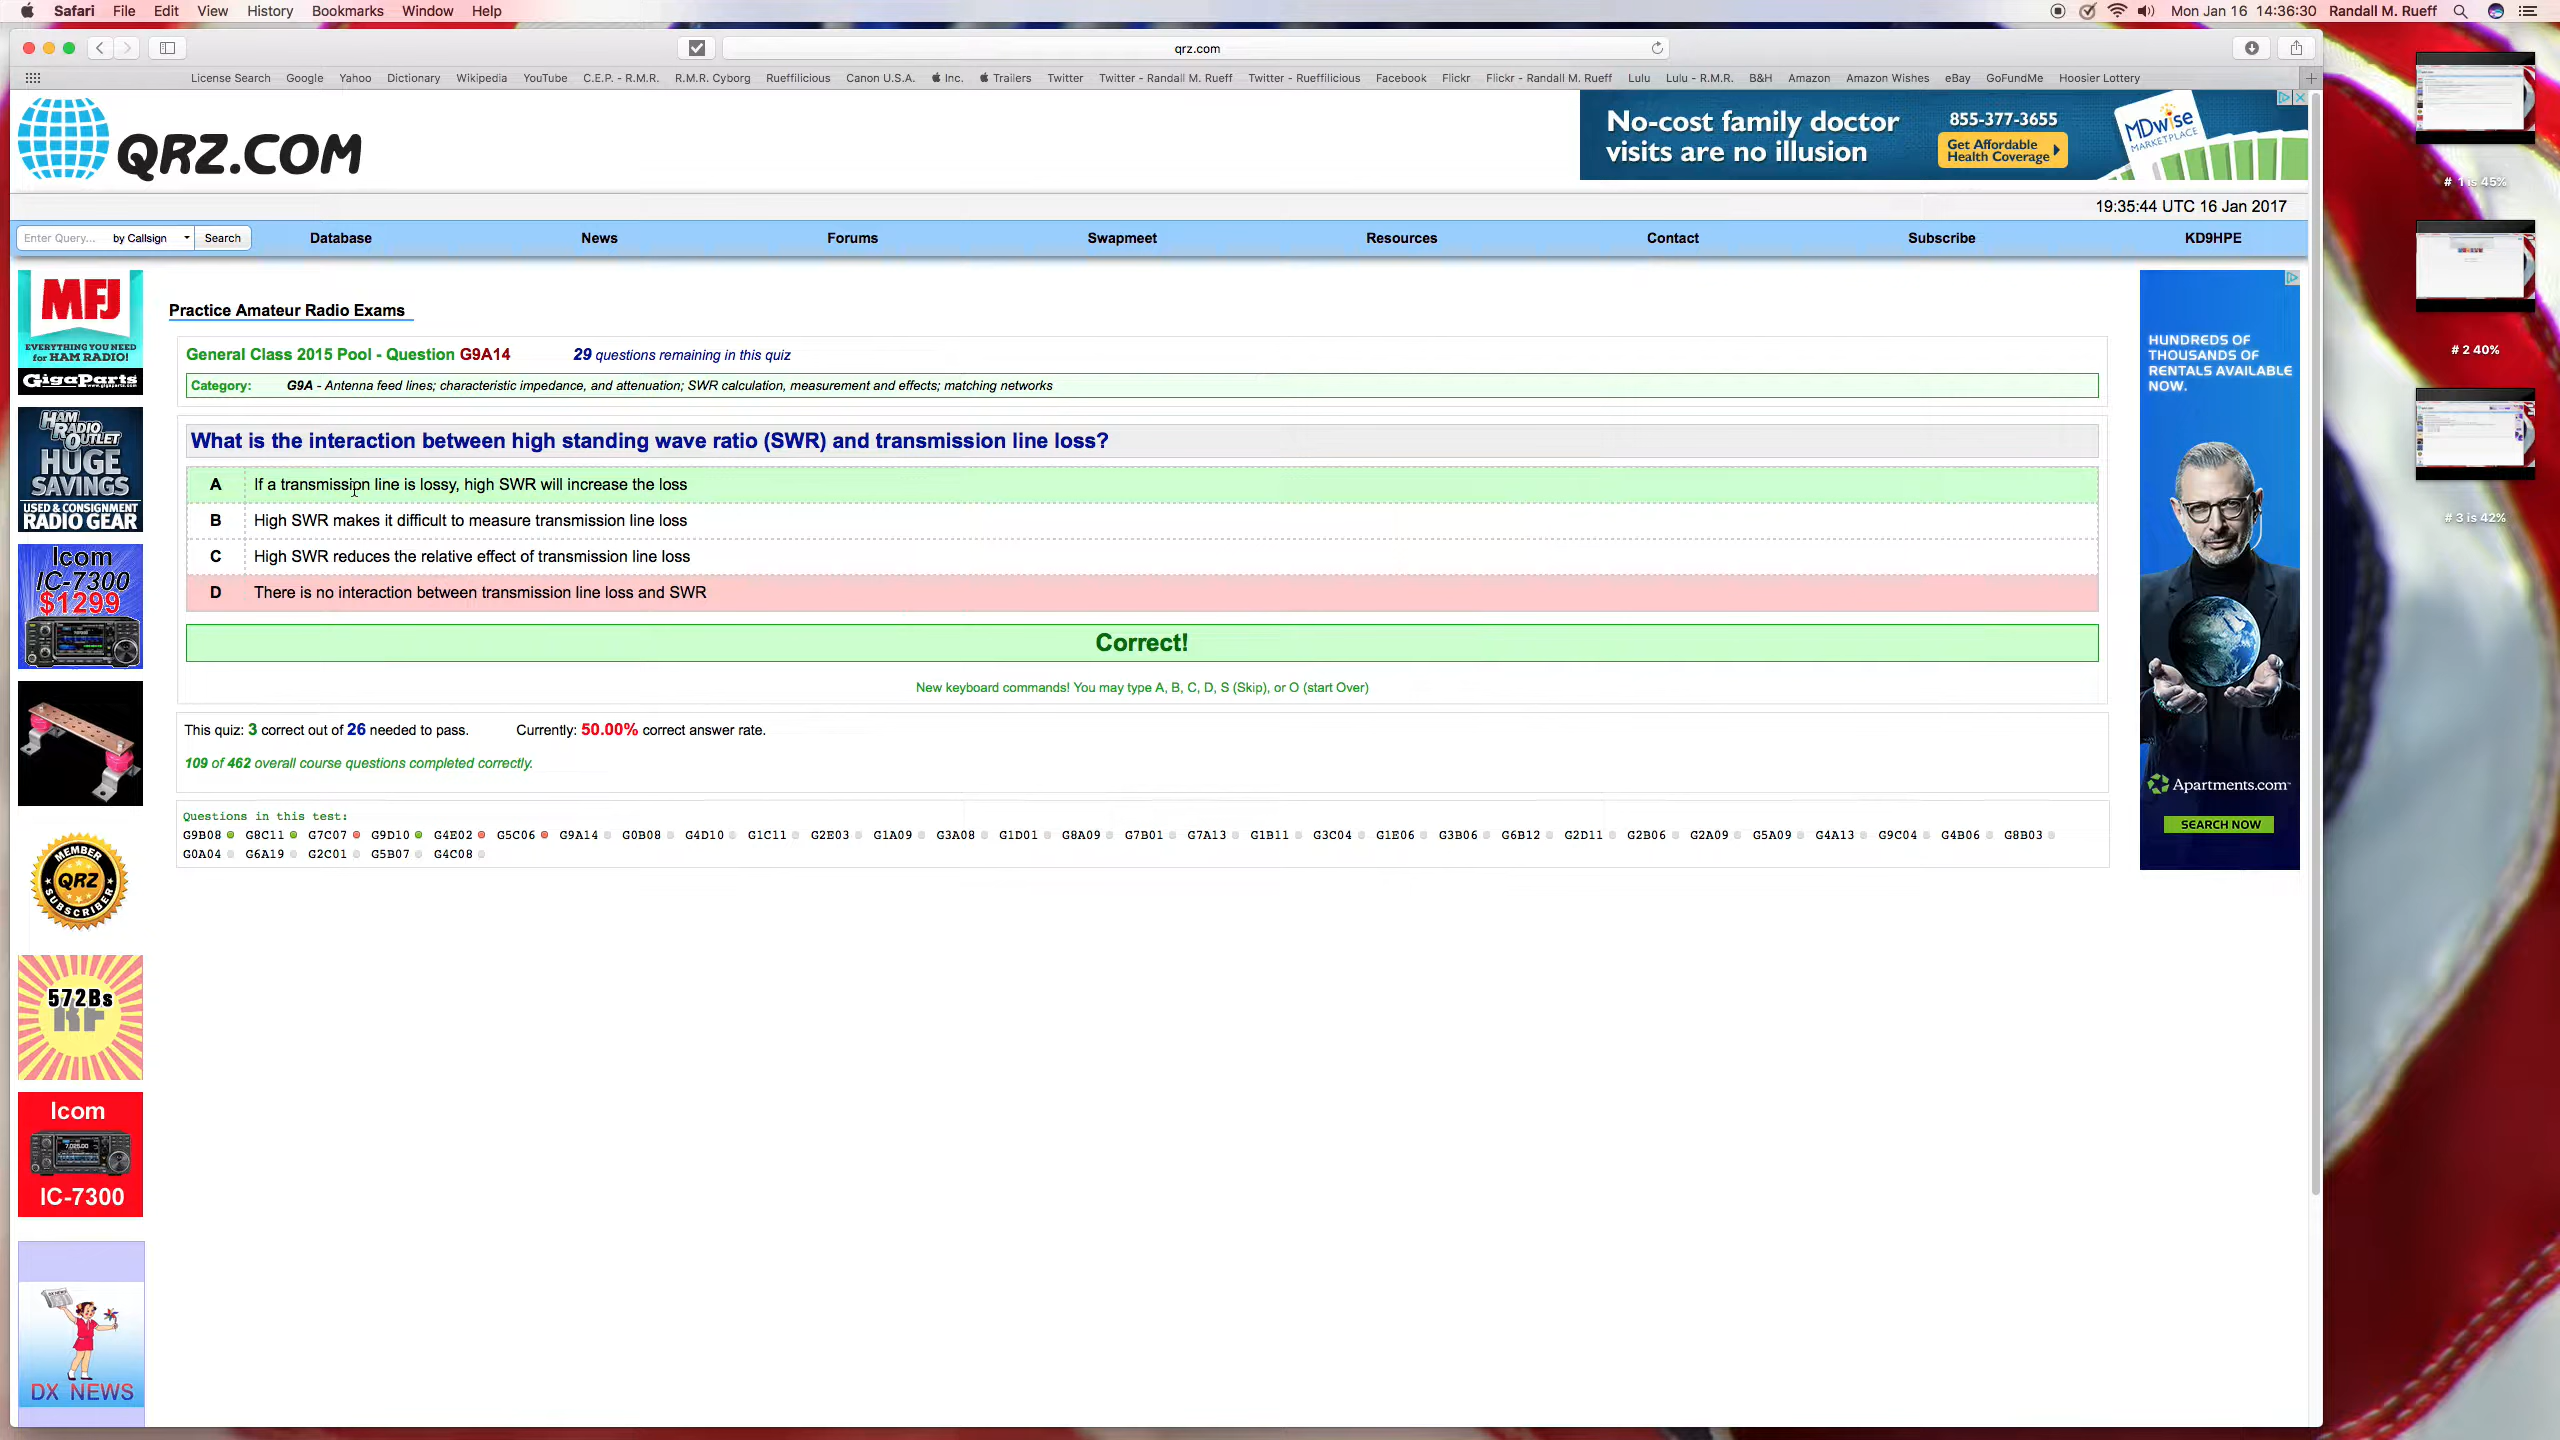 Safari File Edit View History Bookmarks Window Help
Mon Jan 16 14:36:30 Randall M. Rueff
qrz.com
License Search Google Yahoo Dictionary Wikipedia YouTube C.E.P. - R.M.R. R.M.R. Cyborg Rueffilicious Canon U.S.A. Inc. Trailers Twitter Twitter - Randall M. Rueff Twitter - Rueffilicious Facebook Flickr Flickr - Randall M. Rueff Lulu Lulu - R.M.R. B&H Amazon Amazon Wishes eBay GoFundMe Hoosier Lottery
QRZ.COM
No-cost family doctor
visits are no illusion
855-377-3655
Get Affordable
Health Coverage
MDwise
MARKETPLACE
# 1 is 45%
19:35:44 UTC 16 Jan 2017
Enter Query... by Callsign Search Database News Forums Swapmeet Resources Contact Subscribe KD9HPE
MFJ
EVERYTHING YOU NEED
for HAM RADIO!
GigaParts
HAM
RADIO
OUTLET
HUGE
SAVINGS
USED & CONSIGNMENT
RADIO GEAR
Icom
IC-7300
$1299
MEMBER
QRZ
SUBSCRIBER
572Bs
RF
Icom
7.025.00
IC-7300
DX NEWS
DX NEWS
Practice Amateur Radio Exams
General Class 2015 Pool - Question G9A14 29 questions remaining in this quiz
Category: G9A - Antenna feed lines; characteristic impedance, and attenuation; SWR calculation, measurement and effects; matching networks
What is the interaction between high standing wave ratio (SWR) and transmission line loss?
A If a transmission line is lossy, high SWR will increase the loss
B High SWR makes it difficult to measure transmission line loss
C High SWR reduces the relative effect of transmission line loss
D There is no interaction between transmission line loss and SWR
Correct!
New keyboard commands! You may type A, B, C, D, S (Skip), or O (start Over)
This quiz: 3 correct out of 26 needed to pass. Currently: 50.00% correct answer rate.
109 of 462 overall course questions completed correctly.
Questions in this test:
G9B08 G8C11 G7C07 G9D10 G4E02 G5C06 G9A14 G0B08 G4D10 G1C11 G2E03 G1A09 G3A08 G1D01 G8A09 G7B01 G7A13 G1B11 G3C04 G1E06 G3B06 G6B12 G2D11 G2B06 G2A09 G5A09 G4A13 G9C04 G4B06 G8B03
G0A04 G6A19 G2C01 G5B07 G4C08
HUNDREDS OF
THOUSANDS OF
RENTALS AVAILABLE
NOW.
Apartments.com
SEARCH NOW
# 2 40%
# 3 is 42%